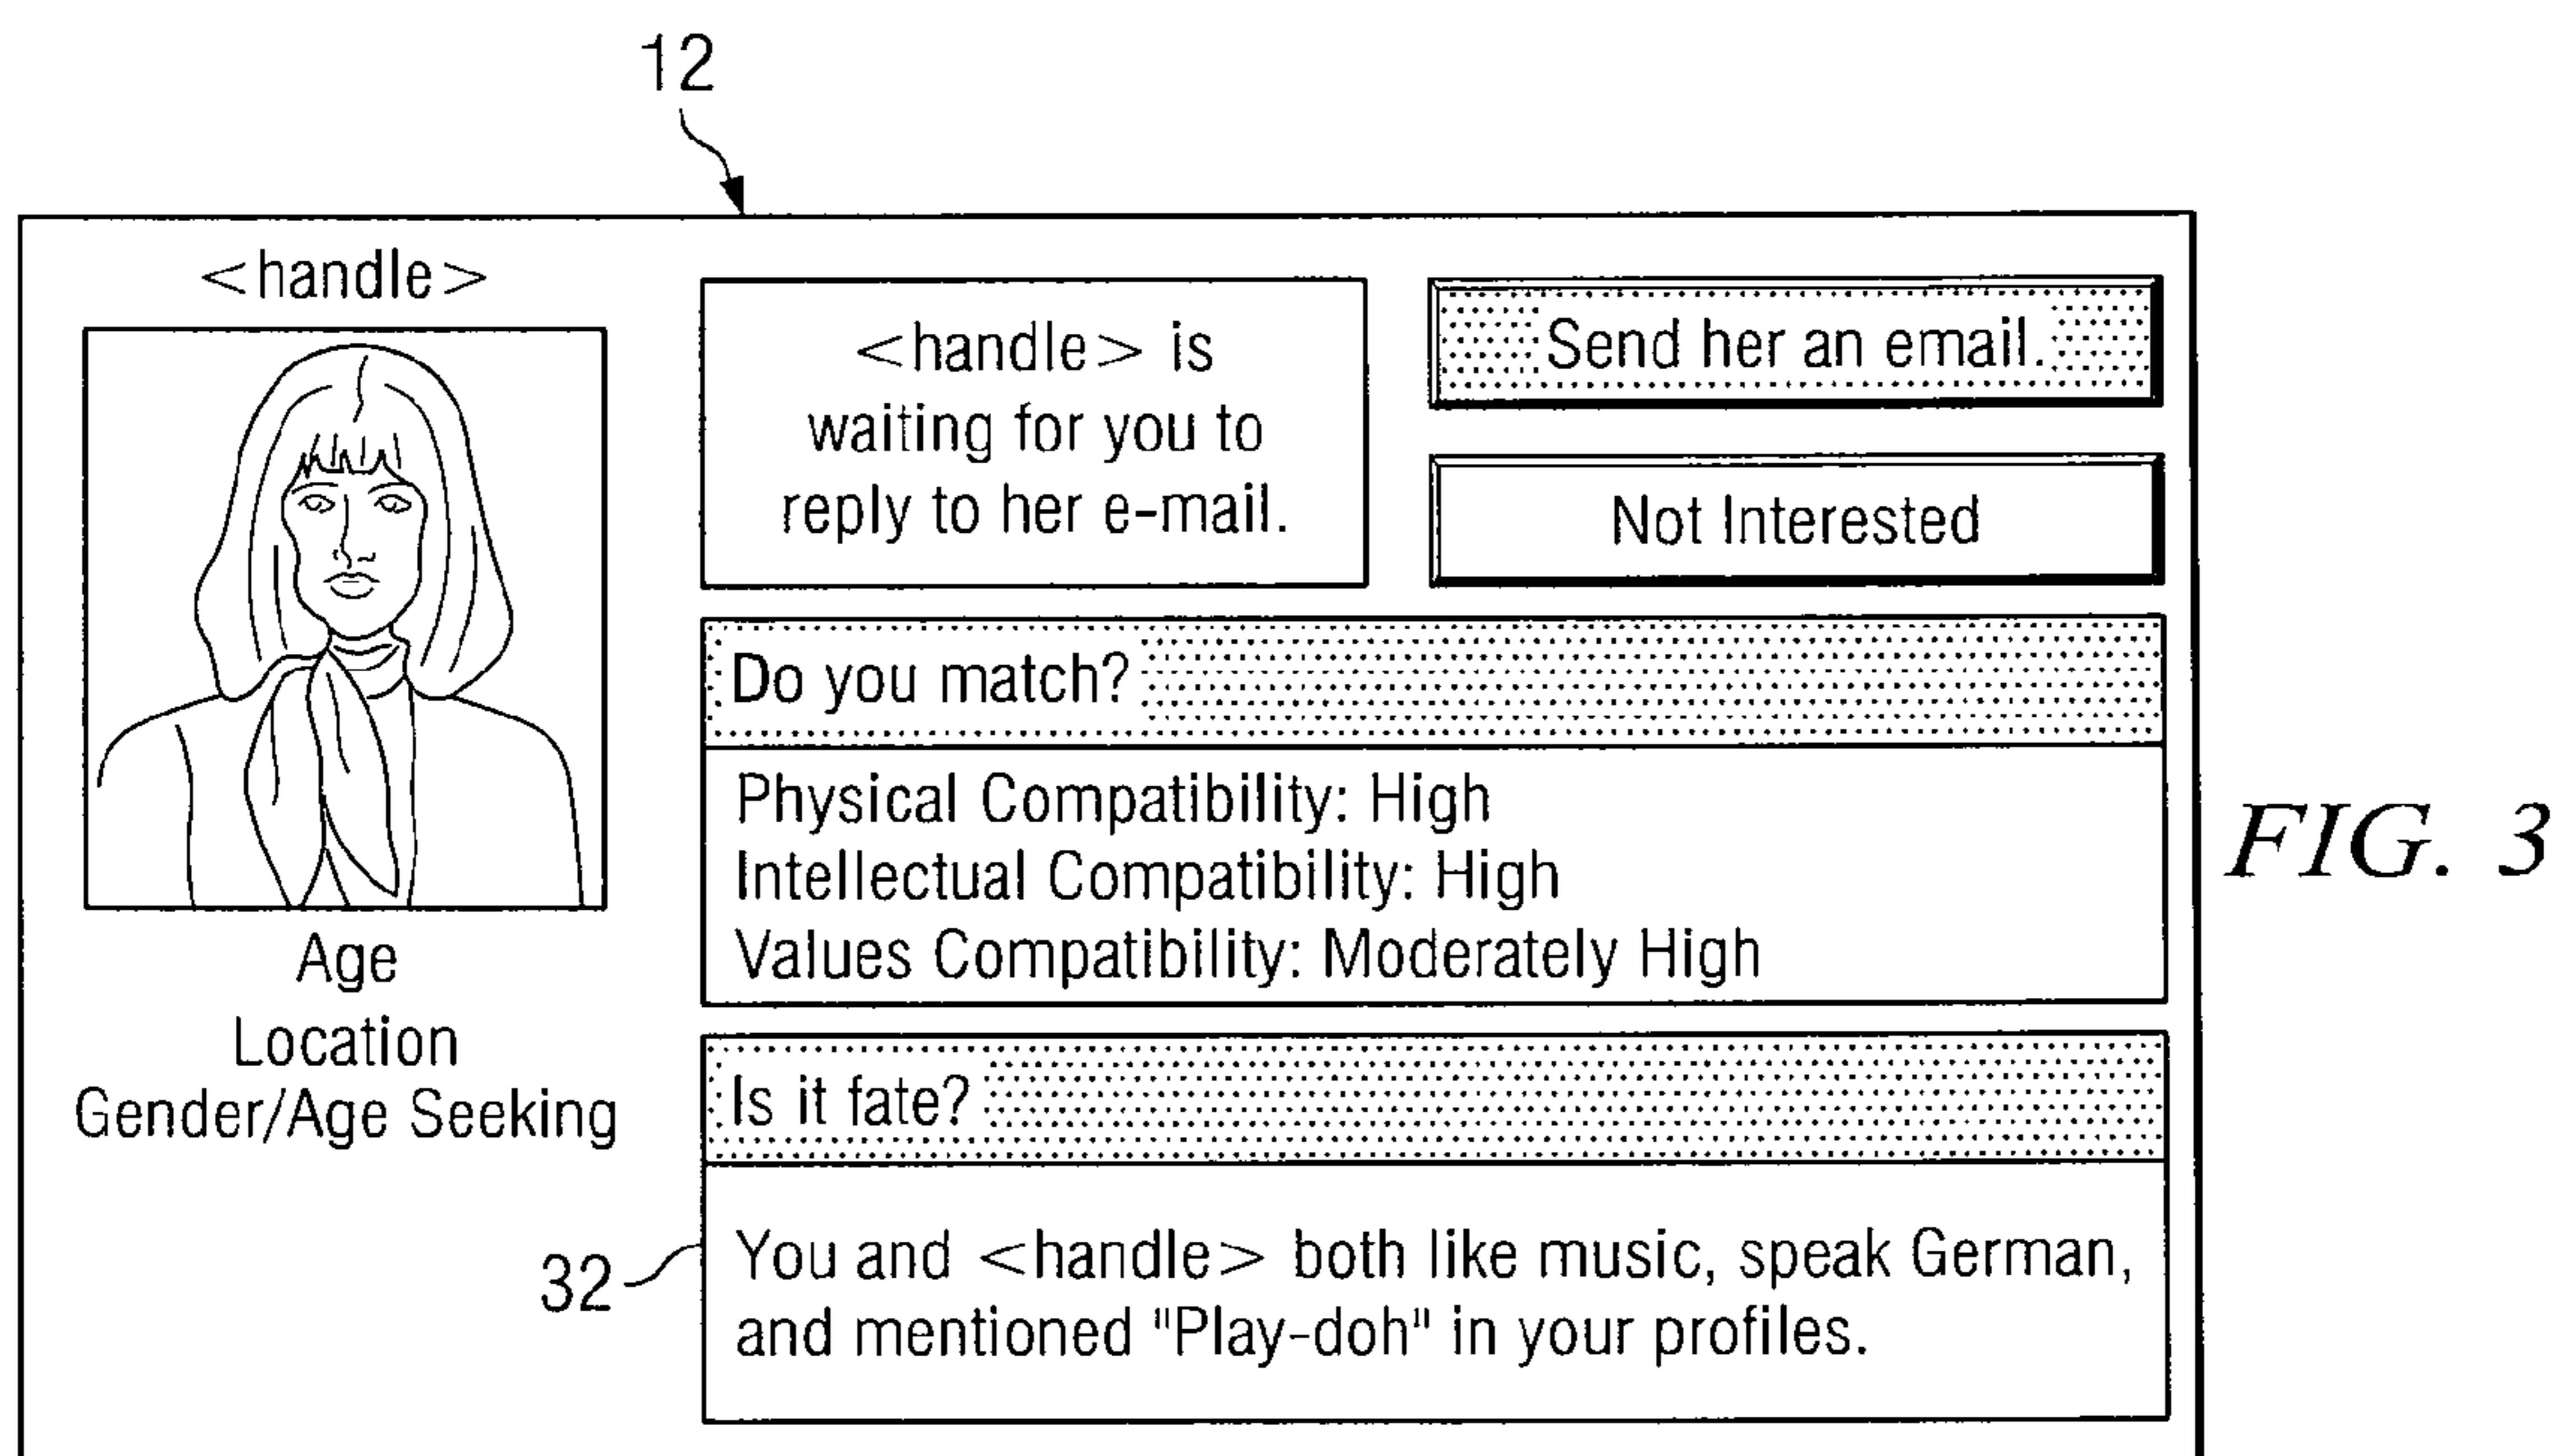 12
<handle>
Age
Location
Gender/Age Seeking
<handle> is
waiting for you to
reply to her e-mail.
Send her an email.
Not Interested
Do you match?
Physical Compatibility: High
Intellectual Compatibility: High
Values Compatibility: Moderately High
Is it fate?
32
You and <handle> both like music, speak German,
and mentioned "Play-doh" in your profiles.
FIG. 3